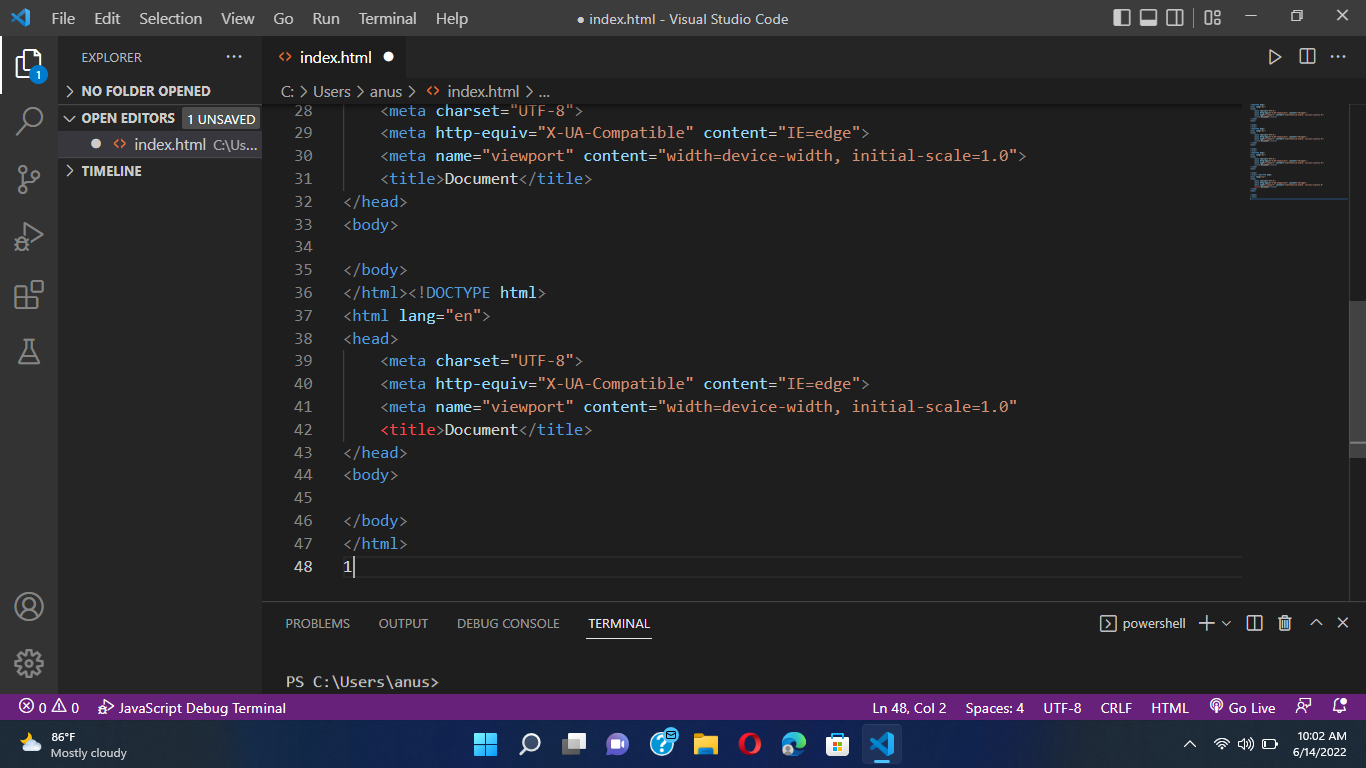 File Edit Selection View Go Run Terminal Help
● index.html - Visual Studio Code
EXPLORER
1
NO FOLDER OPENED
OPEN EDITORS 1 UNSAVED
index.html C:\Us...
TIMELINE
index.html
C: > Users > anus > index.html > ...
28 <meta charset="UTF-8">
29 <meta http-equiv="X-UA-Compatible" content="IE=edge">
30 <meta name="viewport" content="width=device-width, initial-scale=1.0">
31 <title>Document</title>
32 </head>
33 <body>
34
35 </body>
36 </html><!DOCTYPE html>
37 <html lang="en">
38 <head>
39 <meta charset="UTF-8">
40 <meta http-equiv="X-UA-Compatible" content="IE=edge">
41 <meta name="viewport" content="width=device-width, initial-scale=1.0"
42 <title>Document</title>
43 </head>
44 <body>
45
46 </body>
47 </html>
48 1
PROBLEMS OUTPUT DEBUG CONSOLE TERMINAL
powershell
PS C:\Users\anus>
0 0 JavaScript Debug Terminal
Ln 48, Col 2 Spaces: 4 UTF-8 CRLF HTML Go Live
86°F
Mostly cloudy
10:02 AM
6/14/2022